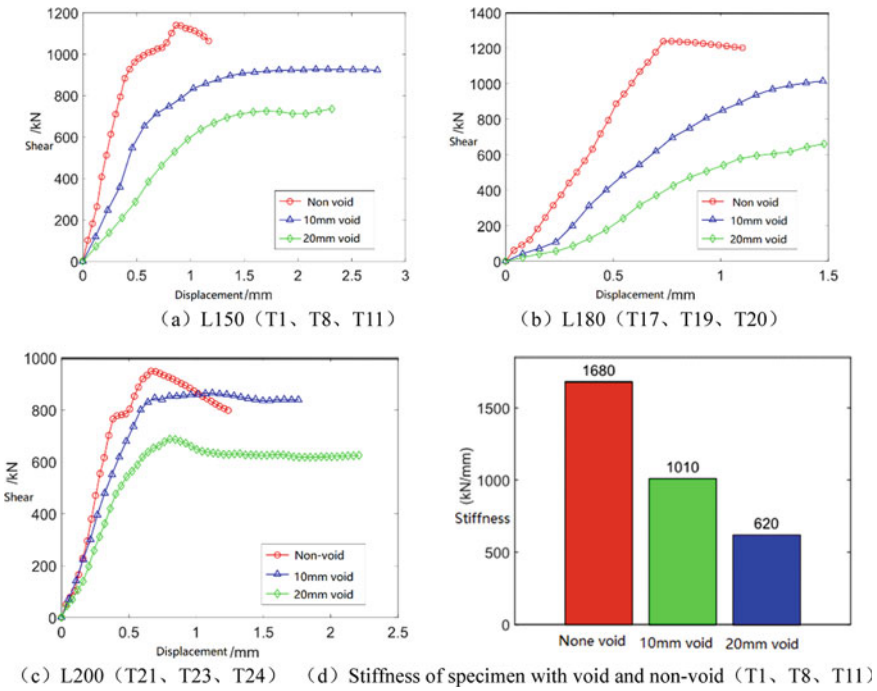 1200
1000
800
600
400
200
0
/kN
Shear
Non void
10mm void
20mm void
0 0.5 1 1.5 2 2.5 3
Displacement/mm
(a) L150（T1、T8、T11）
1400
1200
1000
800
600
400
200
0
/kN
Shear
Non void
10mm void
20mm void
0 0.5 1 1.5
Displacement/mm
(b) L180（T17、T19、T20）
1000
800
600
400
200
0
/kN
Shear
Non-void
10mm void
20mm void
0 0.5 1 1.5 2 2.5
Displacement/mm
(c) L200（T21、T23、T24）
1500
1000
500
0
(kN/mm)
Stiffness
1680
1010
620
None void 10mm void 20mm void
(d) Stiffness of specimen with void and non-void（T1、T8、T11）